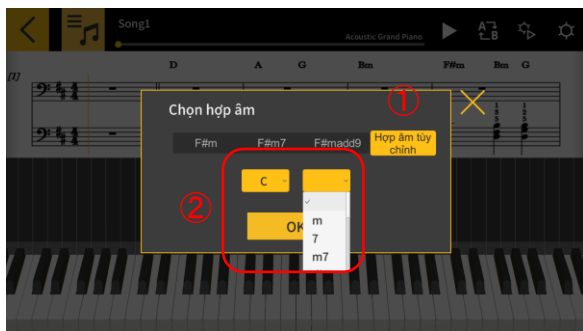 Song1
Acoustic Grand Piano
A
B
D A G Bm F#m Bm G
[1]
Chọn hợp âm
①
F#m F#m7 F#madd9 Hợp âm tùy
chỉnh
②
C
OK
m
7
m7